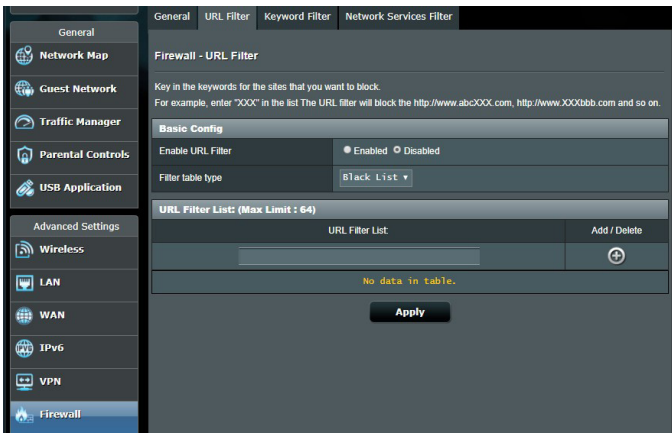 General
Network Map
Guest Network
Traffic Manager
Parental Controls
USB Application
Advanced Settings
Wireless
LAN
WAN
IPv6
VPN
Firewall
General URL Filter Keyword Filter Network Services Filter
Firewall - URL Filter
Key in the keywords for the sites that you want to block.
For example, enter "XXX" in the list The URL filter will block the http://www.abcXXX.com, http://www.XXXbbb.com and so on.
Basic Config
Enable URL Filter Enabled Disabled
Filter table type Black List
URL Filter List: (Max Limit : 64)
URL Filter List Add / Delete
No data in table.
Apply